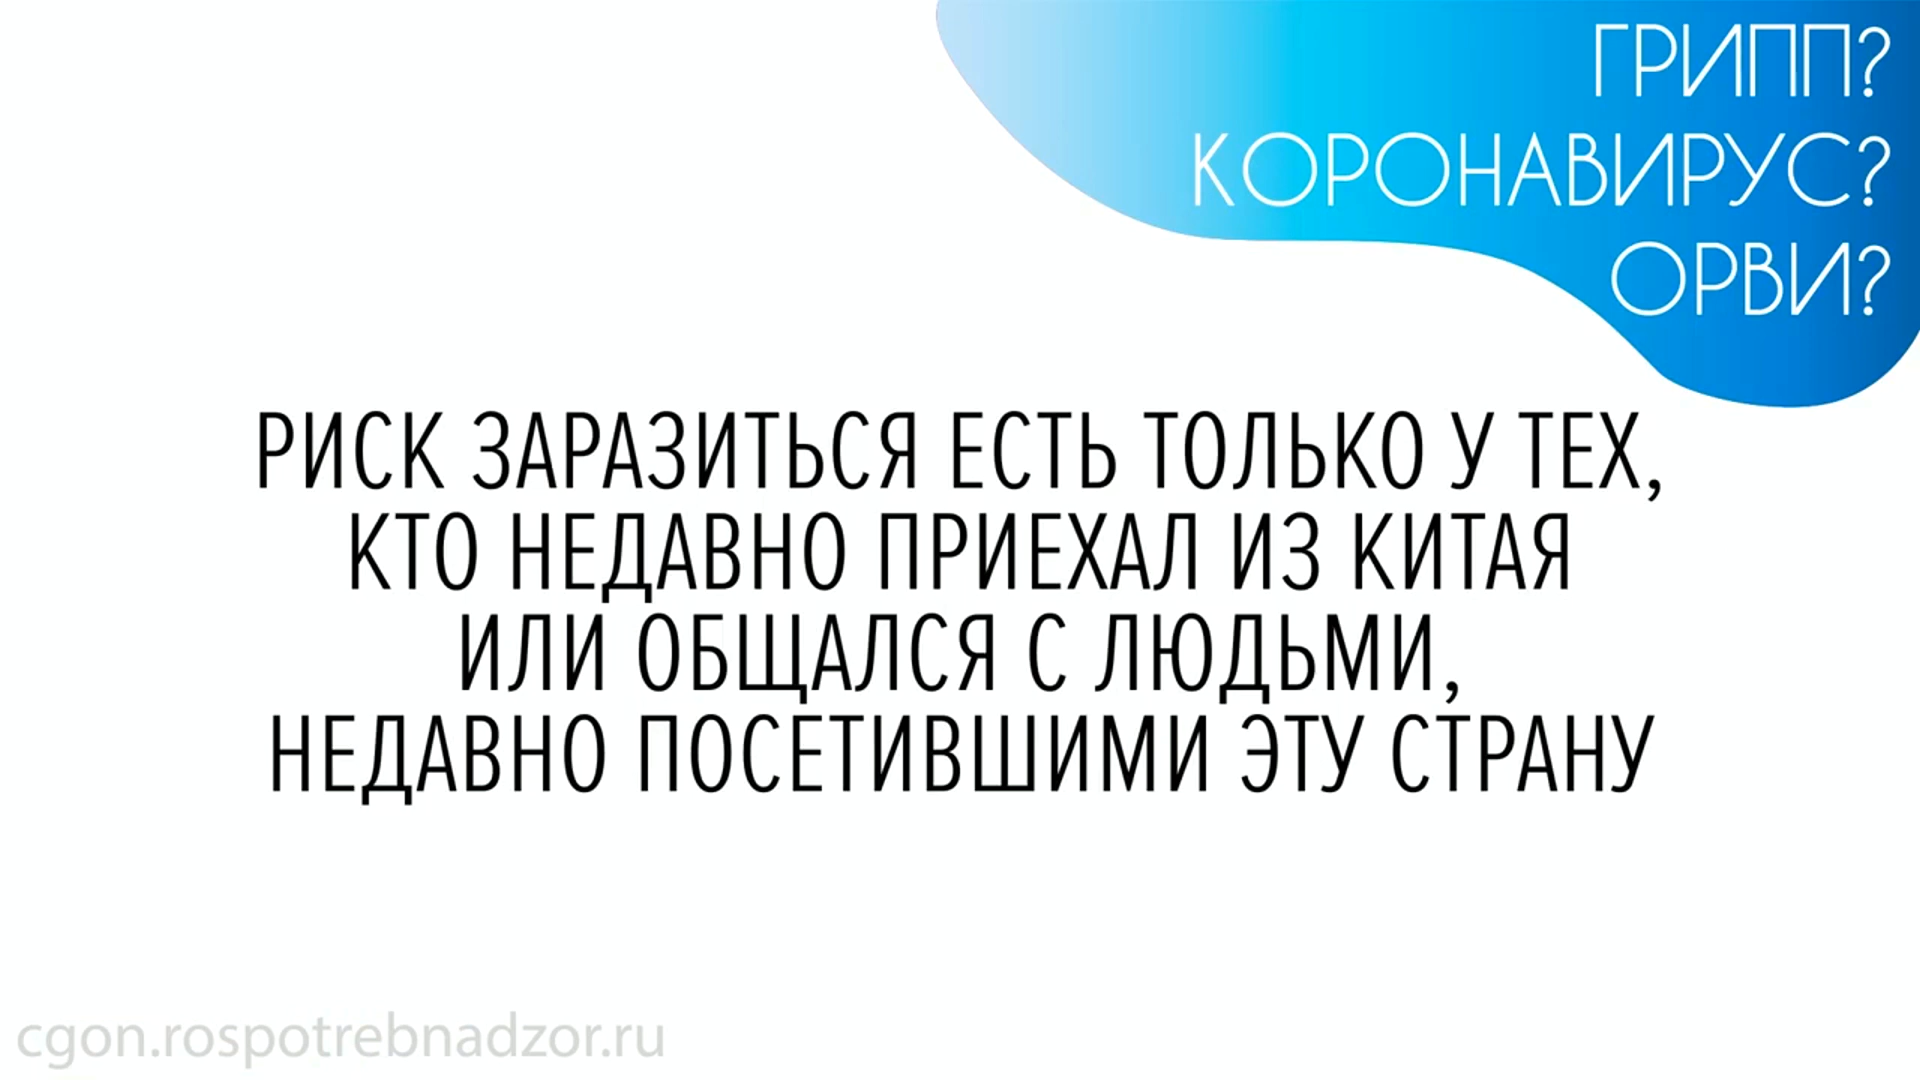 ГРИПП?
КОРОНАВИРУС?
ОРВИ?
РИСК ЗАРАЗИТЬСЯ ЕСТЬ ТОЛЬКО У ТЕХ,
КТО НЕДАВНО ПРИЕХАЛ ИЗ КИТАЯ
ИЛИ ОБЩАЛСЯ С ЛЮДЬМИ,
НЕДАВНО ПОСЕТИВШИМИ ЭТУ СТРАНУ
cgon.rospotrebnadzor.ru